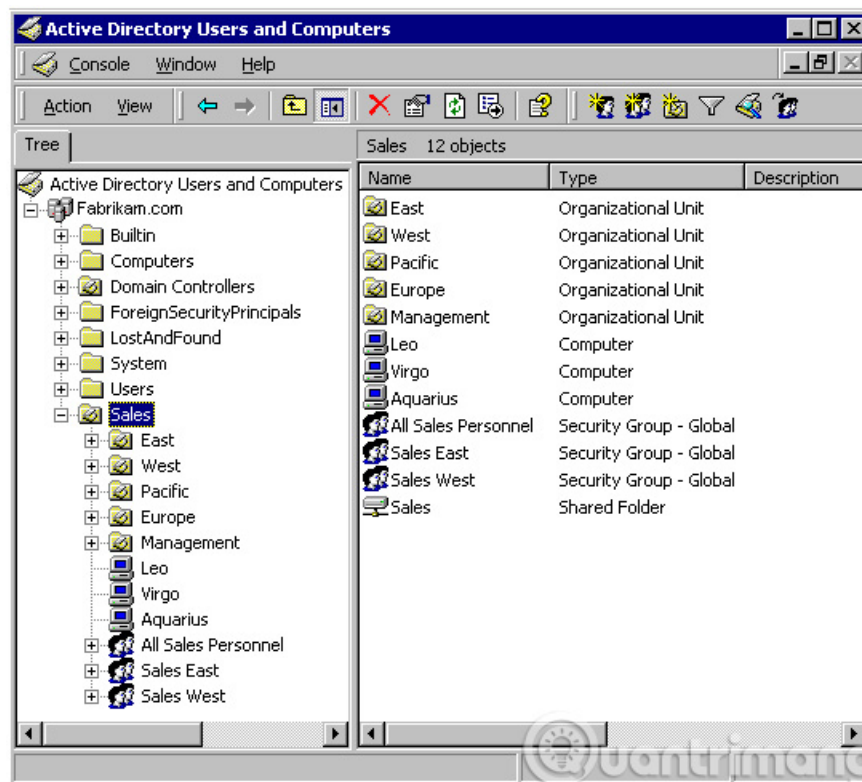 Active Directory Users and Computers
Console Window Help
Action View
Tree
Sales 12 objects
Active Directory Users and Computers
Fabrikam.com
Builtin
Computers
Domain Controllers
ForeignSecurityPrincipals
LostAndFound
System
Users
Sales
East
West
Pacific
Europe
Management
Leo
Virgo
Aquarius
All Sales Personnel
Sales East
Sales West
Name Type Description
East Organizational Unit
West Organizational Unit
Pacific Organizational Unit
Europe Organizational Unit
Management Organizational Unit
Leo Computer
Virgo Computer
Aquarius Computer
All Sales Personnel Security Group - Global
Sales East Security Group - Global
Sales West Security Group - Global
Sales Shared Folder